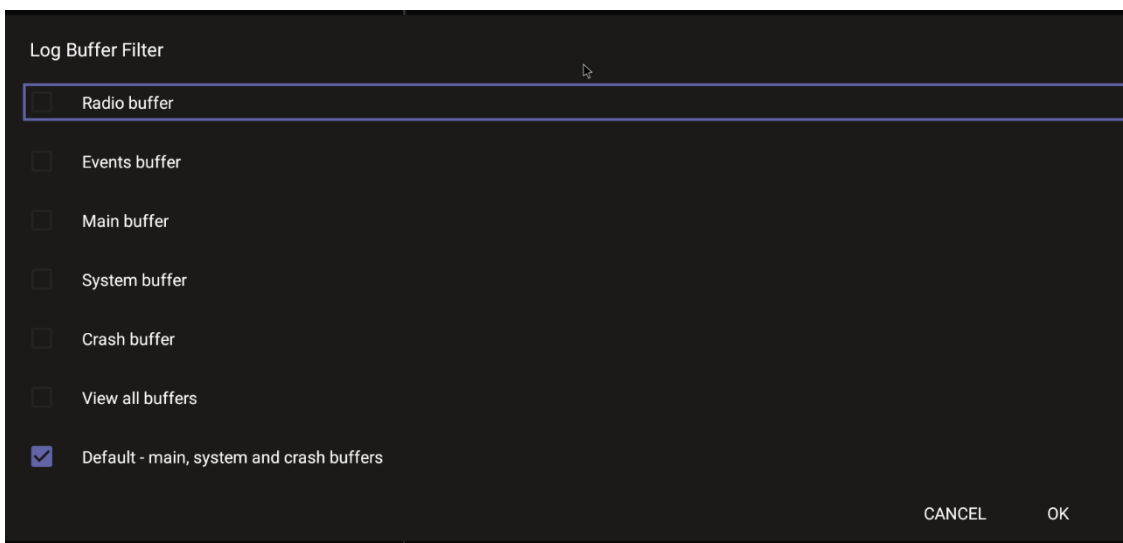 Log Buffer Filter
Radio buffer
Events buffer
Main buffer
System buffer
Crash buffer
View all buffers
Default - main, system and crash buffers
CANCEL OK